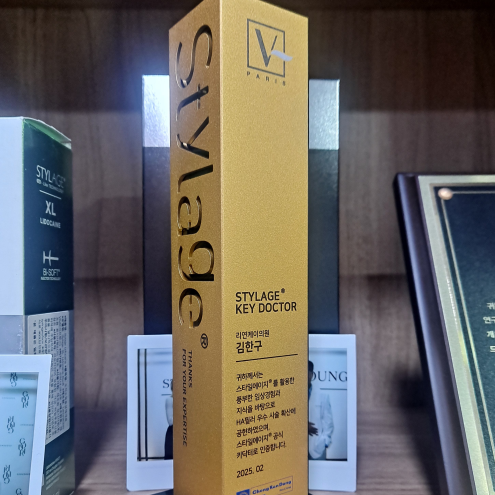 Stylage®
THANKS
FOR YOUR EXPERTISE
V
PARIS
STYLAGE®
KEY DOCTOR
리연케이의원
김한구
귀하께서는
스타일에이지®를 활용한
풍부한 임상경험과
지식을 바탕으로
HA필러 우수 시술 확산에
공헌하였으며,
스타일에이지® 공식
키닥터로 인증합니다.
2025. 02
ChongKunDang
STYLAGE®
XL
LIDOCAINE
Bi-SOFT®
OUNG